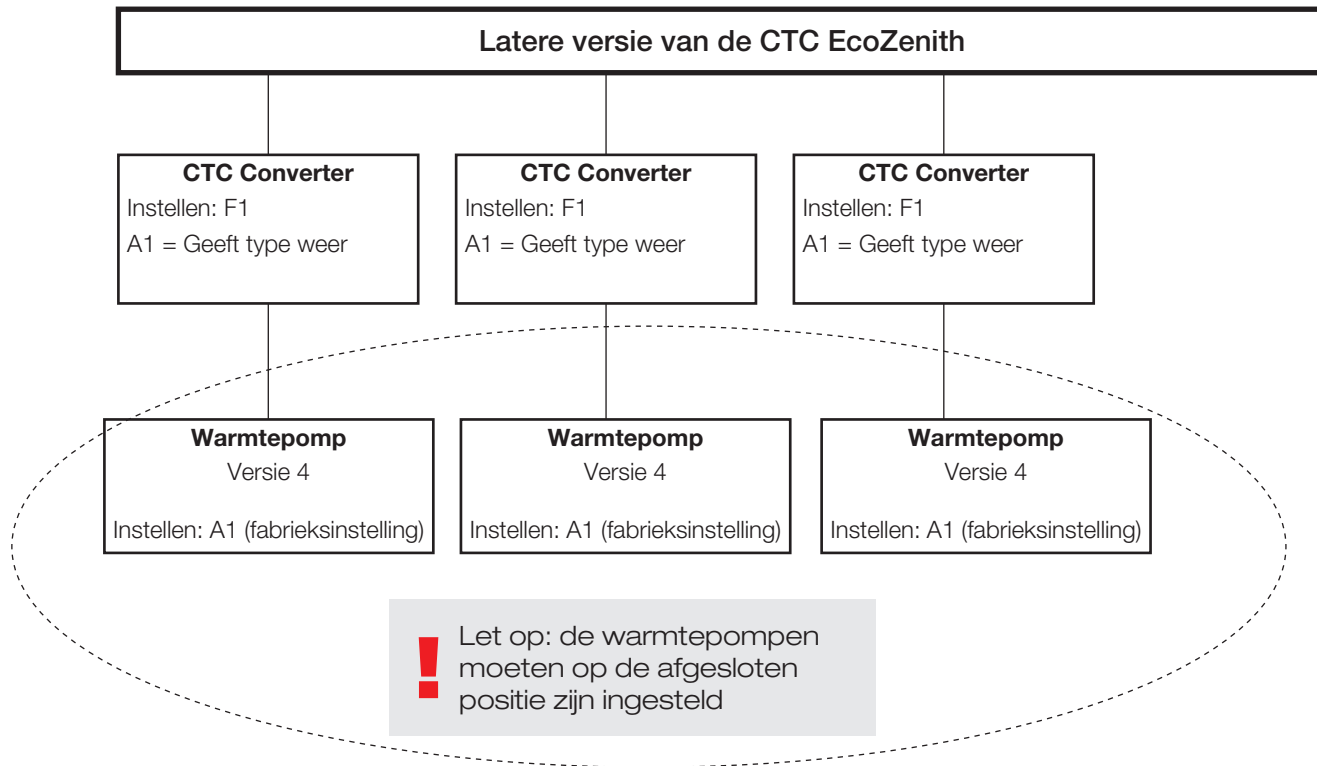 Latere versie van de CTC EcoZenith
CTC Converter
Instellen: F1
A1 = Geeft type weer
CTC Converter
Instellen: F1
A1 = Geeft type weer
CTC Converter
Instellen: F1
A1 = Geeft type weer
Warmtepomp
Versie 4
Instellen: A1 (fabrieksinstelling)
Warmtepomp
Versie 4
Instellen: A1 (fabrieksinstelling)
Warmtepomp
Versie 4
Instellen: A1 (fabrieksinstelling)
! Let op: de warmtepompen
moeten op de afgesloten
positie zijn ingesteld